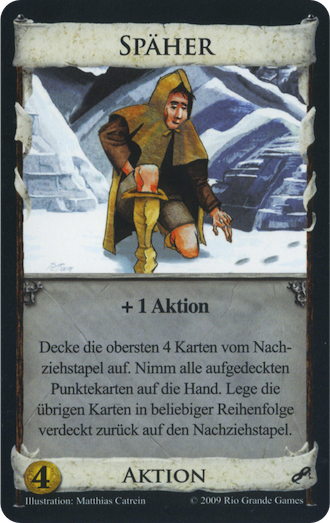 SPÄHER
+ 1 Aktion
Decke die obersten 4 Karten vom Nach-
ziehstapel auf. Nimm alle aufgedeckten
Punktekarten auf die Hand. Lege die
übrigen Karten in beliebiger Reihenfolge
verdeckt zurück auf den Nachziehstapel.
4 AKTION
Illustration: Matthias Catrein © 2009 Rio Grande Games